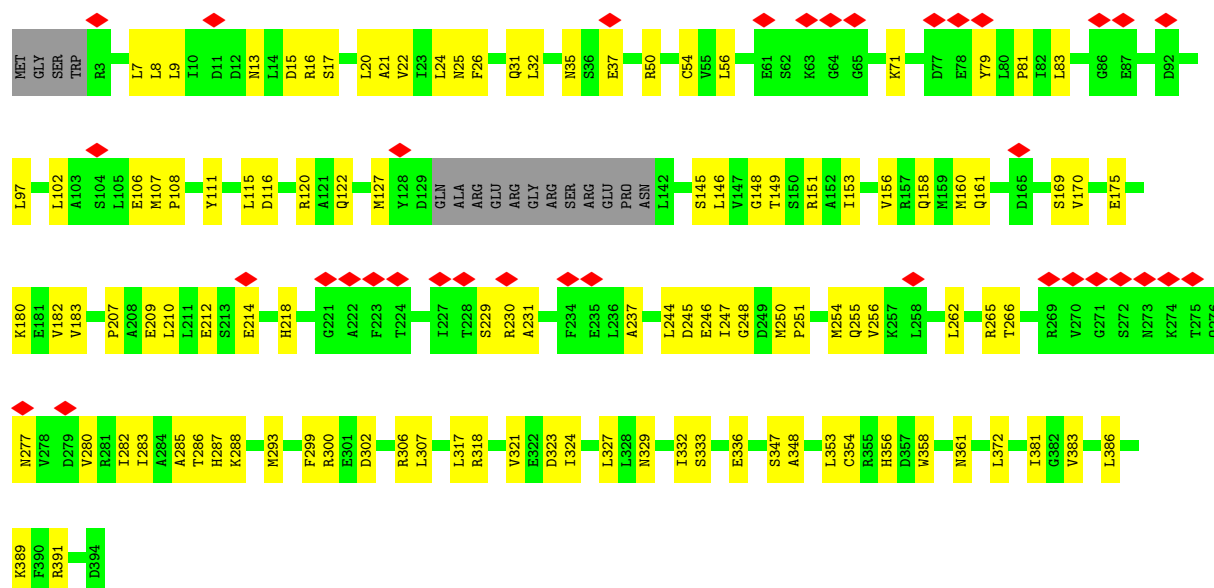 MET GLY SER TRP R3 L7 L8 L9 I10 D11 D12 N13 L14 D15 R16 S17 L20 A21 V22 I23 L24 N25 F26 Q31 L32 N35 S36 E37 R50 C54 V55 L56 E61 S62 K63 G64 G65 K71 D77 E78 Y79 L80 P81 I82 L83 G86 E87 D92
L97 L102 A103 S104 L105 E106 M107 P108 Y111 L115 D116 R120 A121 Q122 M127 Y128 D129 GLN ALA ARG GLU ARG GLY ARG SER ARG GLU PRO ASN L142 S145 L146 V147 G148 T149 S150 R151 A152 I153 V156 R157 Q158 M159 M160 Q161 D165 S169 V170 E175
K180 E181 V182 V183 P207 A208 E209 L210 L211 E212 S213 E214 H218 G221 A222 F223 T224 I227 T228 S229 R230 A231 F234 E235 L236 A237 L244 D245 E246 I247 G248 D249 M250 P251 M254 Q255 V256 K257 L258 L262 R265 T266 R269 V270 G271 S272 N273 K274 T275
N277 V278 D279 V280 R281 I282 I283 A284 A285 T286 H287 K288 M293 F299 R300 E301 D302 R306 L307 L317 R318 V321 E322 D323 I324 L327 L328 N329 I332 S333 E336 S347 A348 L353 C354 R355 H356 D357 W358 N361 L372 I381 G382 V383 L386
K389 F390 R391 D394